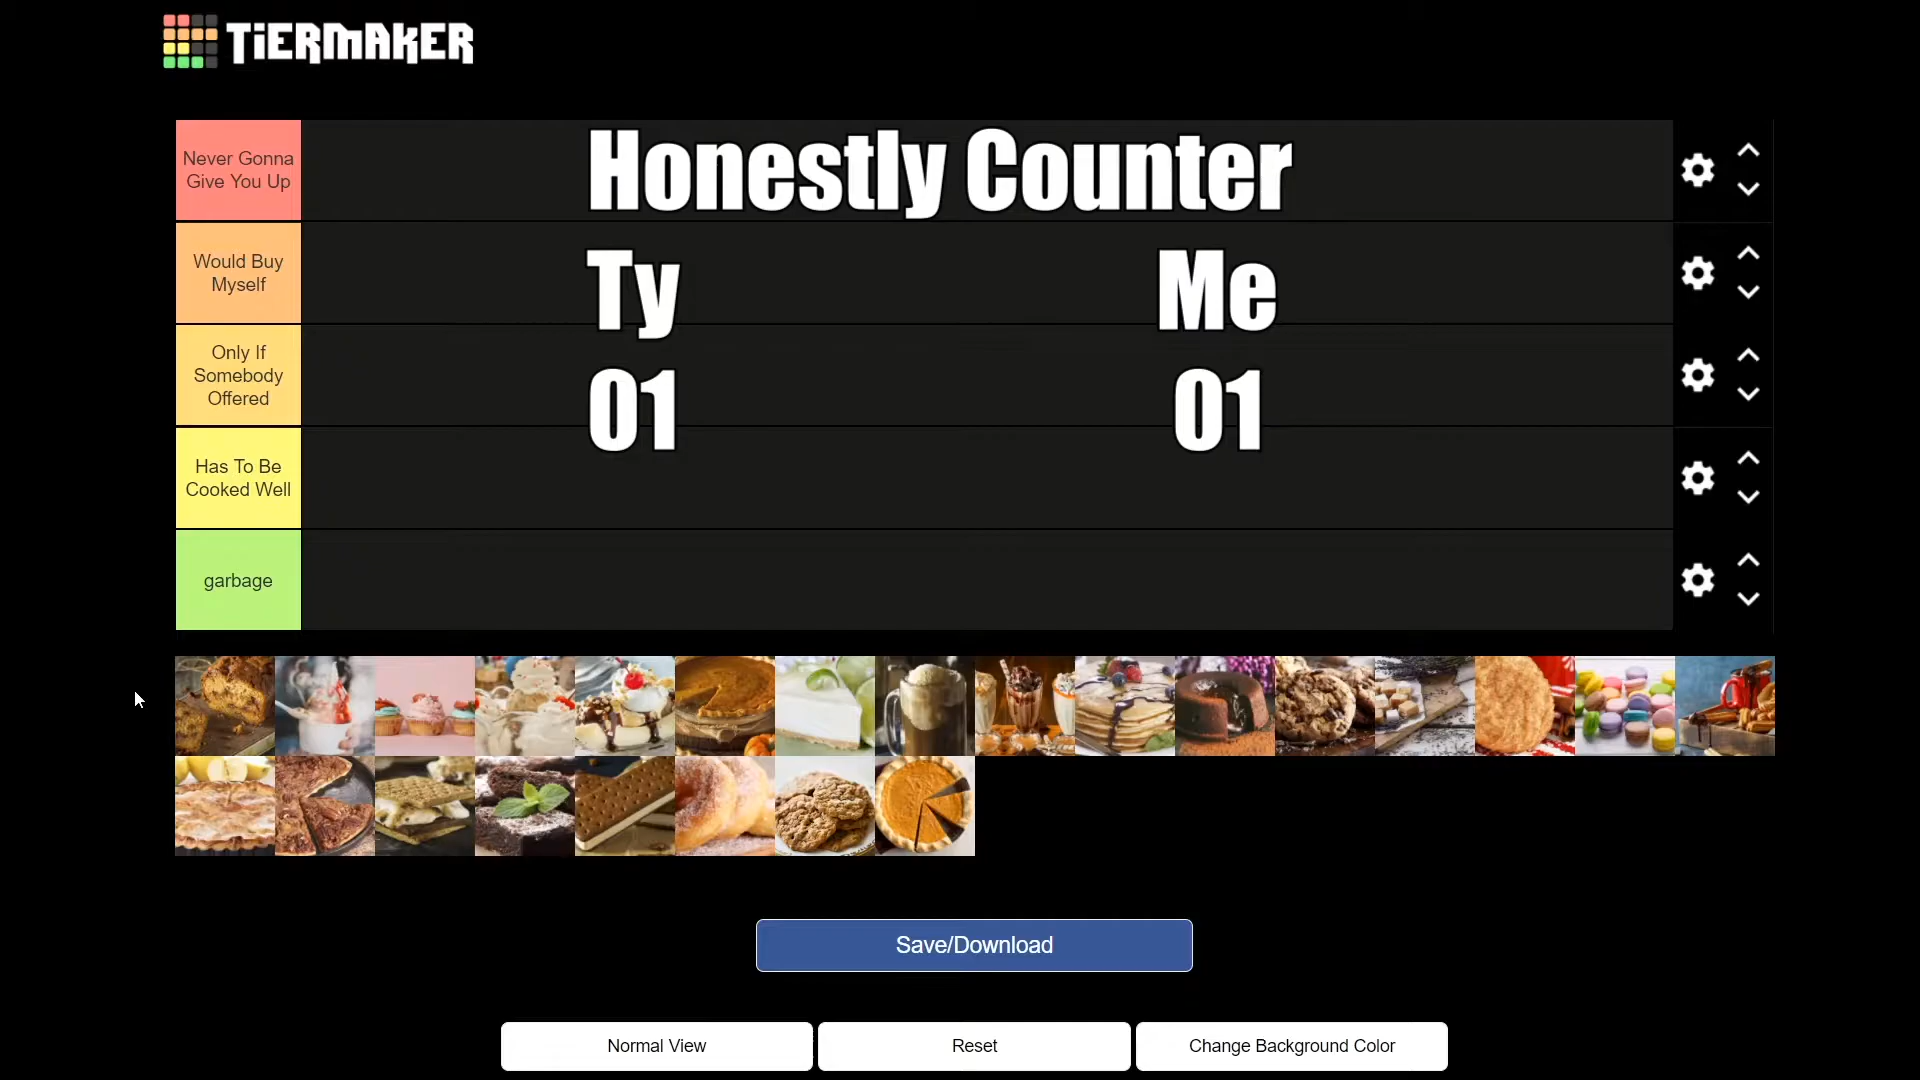 TiERMAKER
Never Gonna
Give You Up
Honestly Counter
Would Buy
Myself
Ty
Me
Only If
Somebody
Offered
01
01
Has To Be
Cooked Well
garbage
Save/Download
Normal View
Reset
Change Background Color